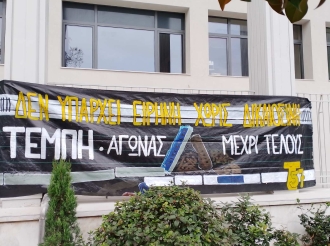 ΔΕΝ ΥΠΑΡΧΕΙ ΕΙΡΗΝΗ ΧΩΡΙΣ ΔΙΚΑΙΟΣΥΝΗ
ΤΕΜΠΗ · ΑΓΩΝΑΣ ΜΕΧΡΙ ΤΕΛΟΥΣ